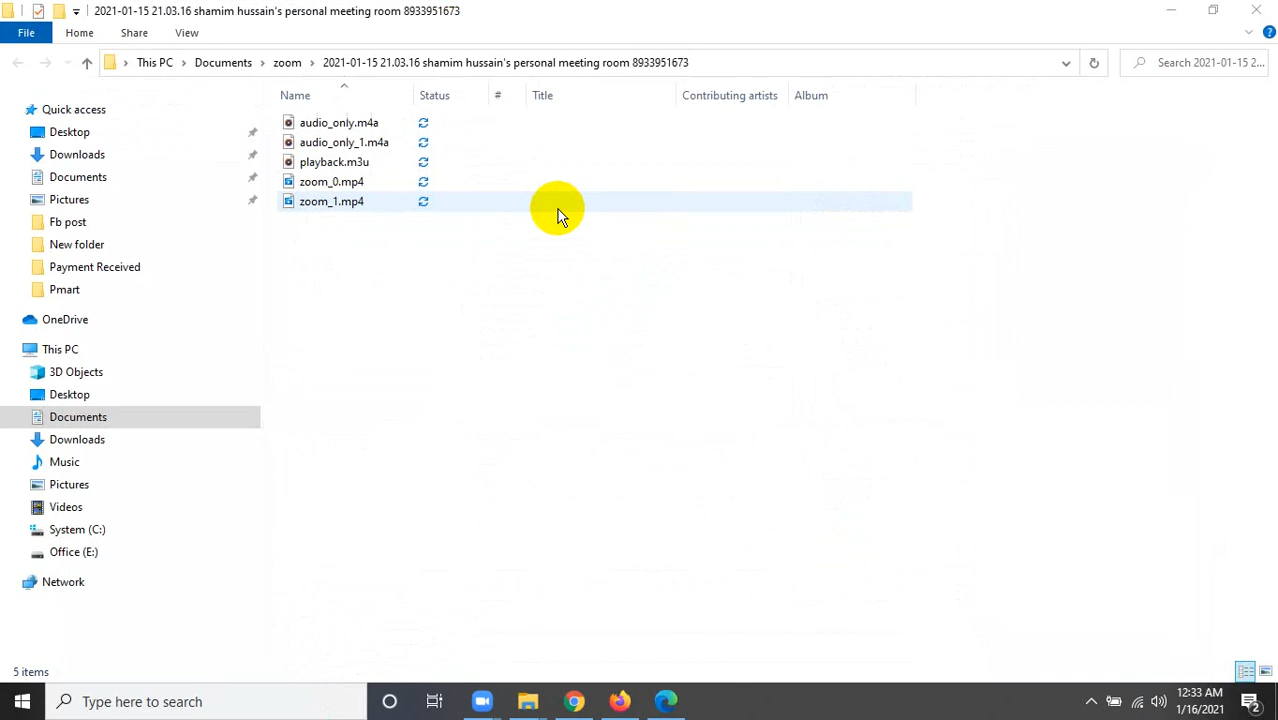 2021-01-15 21.03.16 shamim hussain's personal meeting room 8933951673
File Home Share View
This PC Documents zoom 2021-01-15 21.03.16 shamim hussain's personal meeting room 8933951673 Search 2021-01-15 2...
Name Status # Title Contributing artists Album
audio_only.m4a
audio_only_1.m4a
playback.m3u
zoom_0.mp4
zoom_1.mp4
Quick access
Desktop
Downloads
Documents
Pictures
Fb post
New folder
Payment Received
Pmart
OneDrive
This PC
3D Objects
Desktop
Documents
Downloads
Music
Pictures
Videos
System (C:)
Office (E:)
Network
5 items
Type here to search
12:33 AM
1/16/2021
2